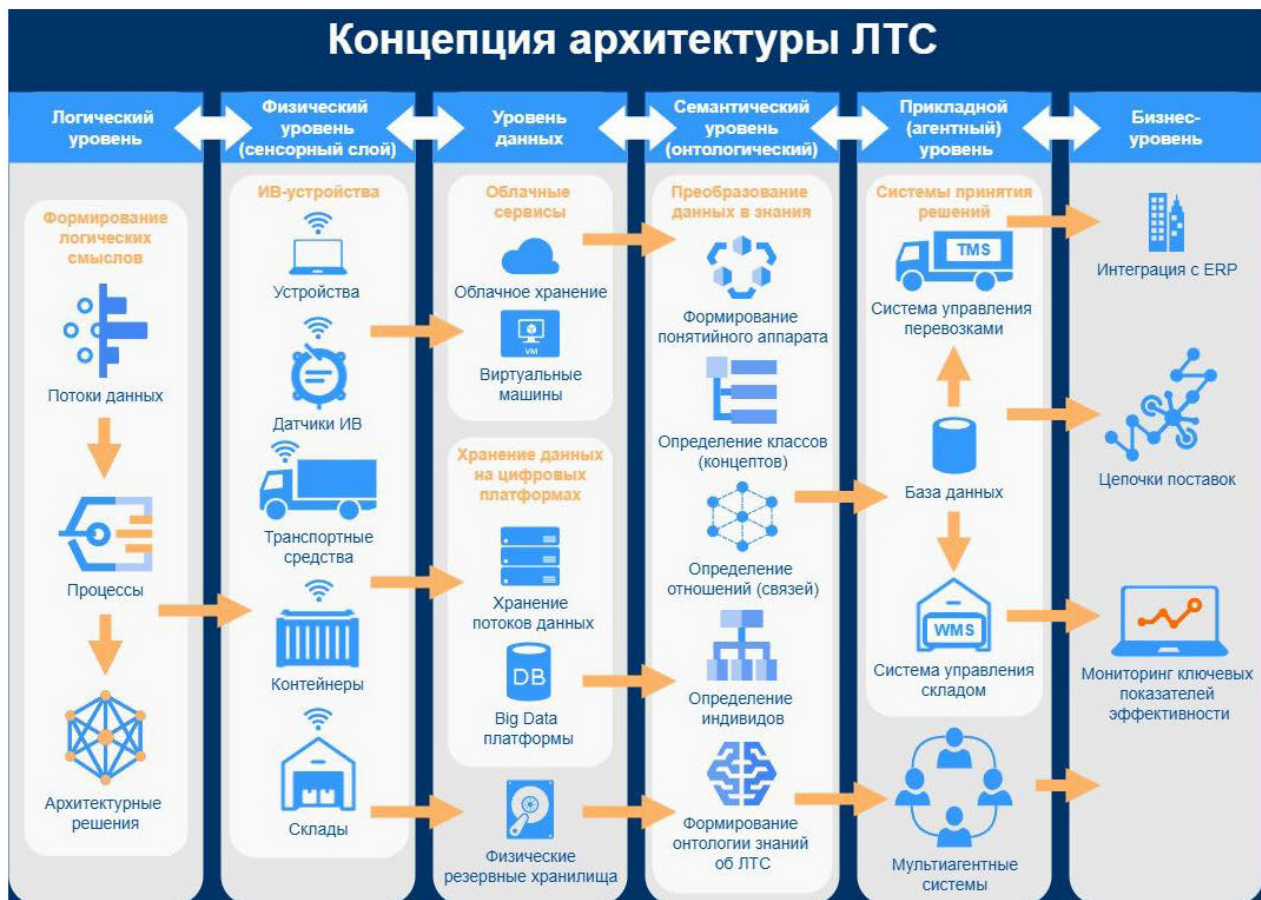 Концепция архитектуры ЛТС
Логический
уровень
Физический
уровень
(сенсорный слой)
Уровень
данных
Семантический
уровень
(онтологический)
Прикладной
(агентный)
уровень
Бизнес-
уровень
Формирование
логических
смыслов
Потоки данных
Процессы
Архитектурные
решения
ИВ-устройства
Устройства
Датчики ИВ
Транспортные
средства
Контейнеры
Склады
Облачные
сервисы
Облачное хранение
VM
Виртуальные
машины
Хранение данных
на цифровых
платформах
Хранение
потоков данных
DB
Big Data
платформы
Физические
резервные хранилища
Преобразование
данных в знания
Формирование
понятийного аппарата
Определение классов
(концептов)
Определение
отношений (связей)
Определение
индивидов
Формирование
онтологии знаний
об ЛТС
Системы принятия
решений
TMS
Система управления
перевозками
База данных
WMS
Система управления
складом
Мультиагентные
системы
Интеграция с ERP
Цепочки поставок
Мониторинг ключевых
показателей
эффективности